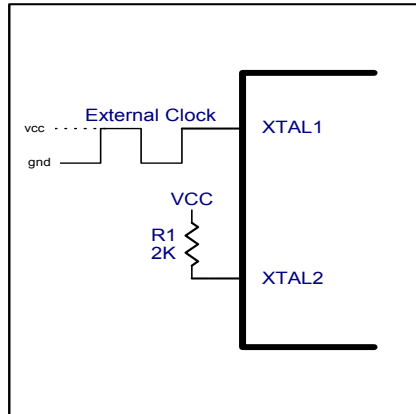 External Clock
vcc
XTAL1
gnd
VCC
R1
2K
XTAL2